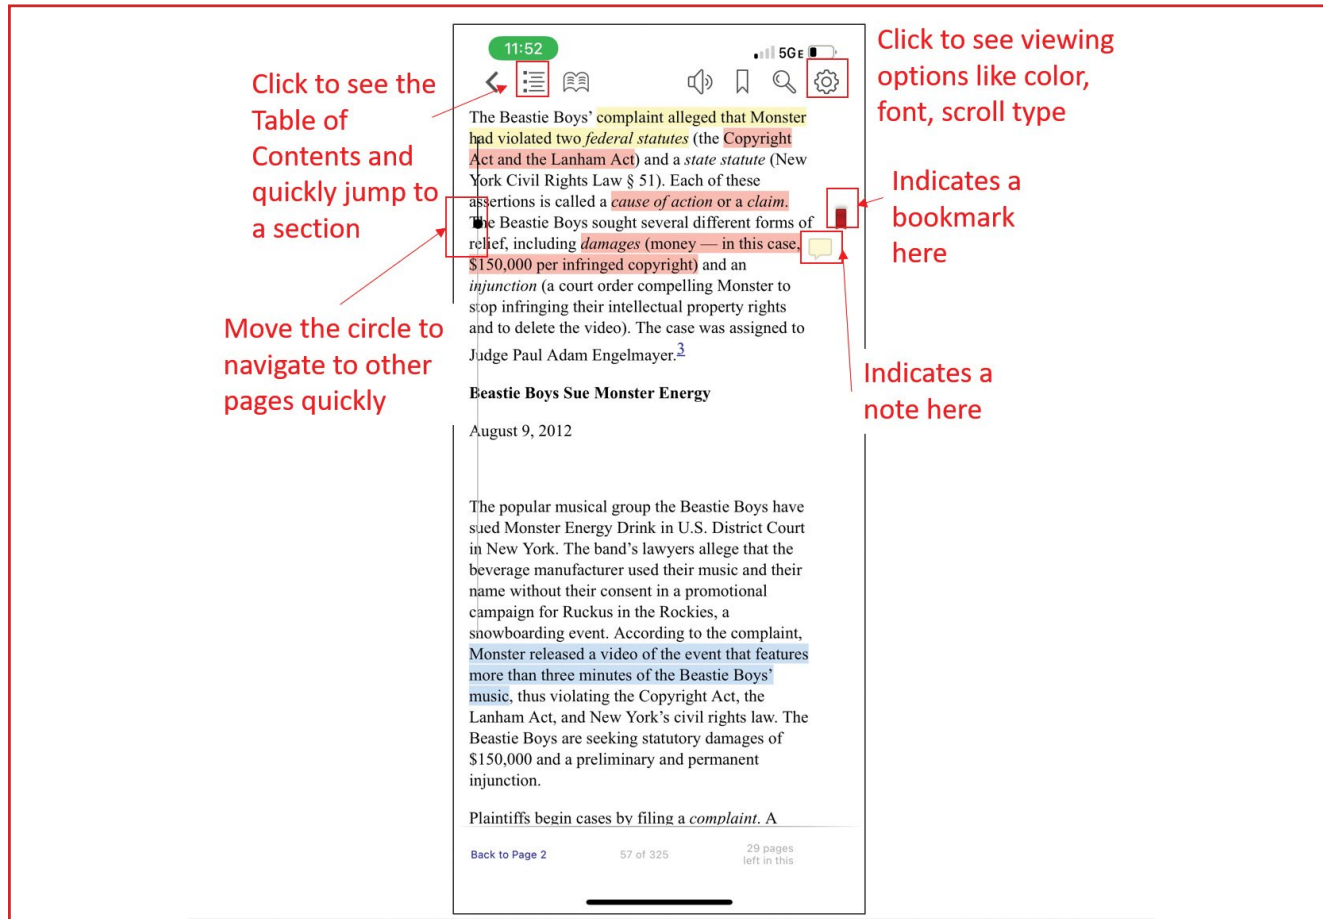 Click to see the
Table of
Contents and
quickly jump to
a section
Move the circle to
navigate to other
pages quickly
11:52
5GE
The Beastie Boys’ complaint alleged that Monster
had violated two federal statutes (the Copyright
Act and the Lanham Act) and a state statute (New
York Civil Rights Law § 51). Each of these
assertions is called a cause of action or a claim.
The Beastie Boys sought several different forms of
relief, including damages (money — in this case,
$150,000 per infringed copyright) and an
injunction (a court order compelling Monster to
stop infringing their intellectual property rights
and to delete the video). The case was assigned to
Judge Paul Adam Engelmayer.3
Beastie Boys Sue Monster Energy
August 9, 2012
The popular musical group the Beastie Boys have
sued Monster Energy Drink in U.S. District Court
in New York. The band’s lawyers allege that the
beverage manufacturer used their music and their
name without their consent in a promotional
campaign for Ruckus in the Rockies, a
snowboarding event. According to the complaint,
Monster released a video of the event that features
more than three minutes of the Beastie Boys’
music, thus violating the Copyright Act, the
Lanham Act, and New York’s civil rights law. The
Beastie Boys are seeking statutory damages of
$150,000 and a preliminary and permanent
injunction.
Plaintiffs begin cases by filing a complaint. A
Back to Page 2
57 of 325
29 pages
left in this
Click to see viewing
options like color,
font, scroll type
Indicates a
bookmark
here
Indicates a
note here